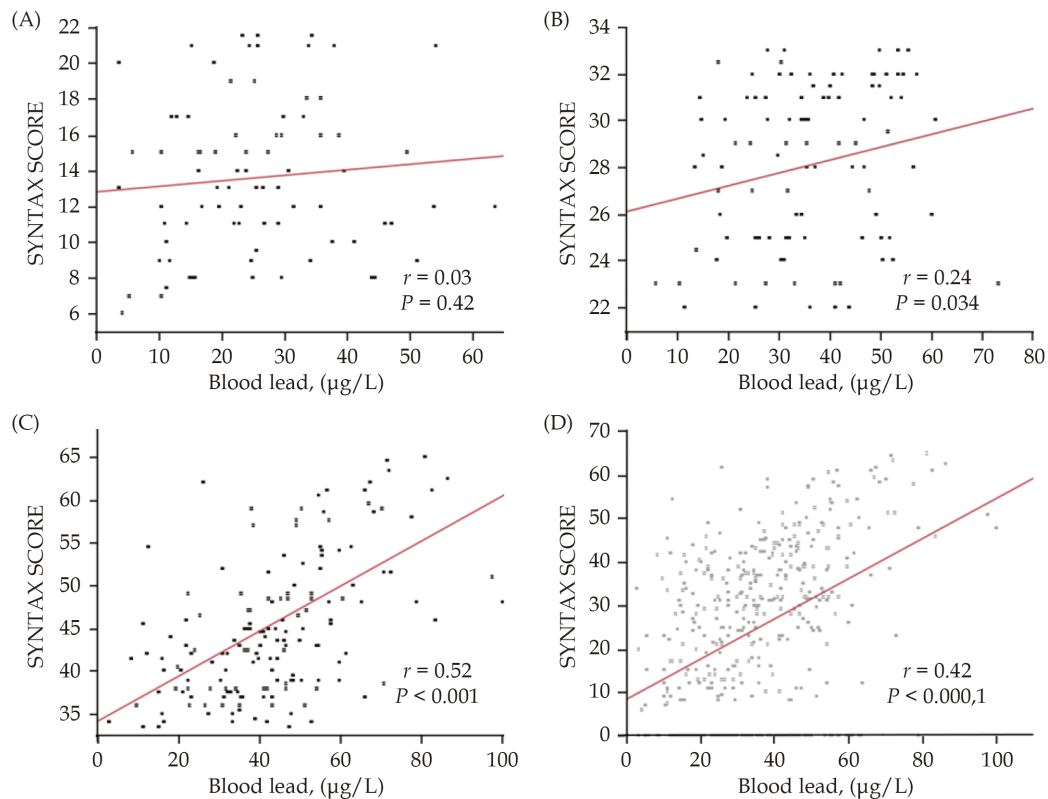 (A)
SYNTAX SCORE
22
20
18
16
14
12
10
8
6
0 10 20 30 40 50 60
Blood lead, (µg/L)
r = 0.03
P = 0.42
(B)
SYNTAX SCORE
34
32
30
28
26
24
22
0 10 20 30 40 50 60 70 80
Blood lead, (µg/L)
r = 0.24
P = 0.034
(C)
SYNTAX SCORE
65
60
55
50
45
40
35
0 20 40 60 80 100
Blood lead, (µg/L)
r = 0.52
P < 0.001
(D)
SYNTAX SCORE
70
60
50
40
30
20
10
0
0 20 40 60 80 100
Blood lead, (µg/L)
r = 0.42
P < 0.000,1